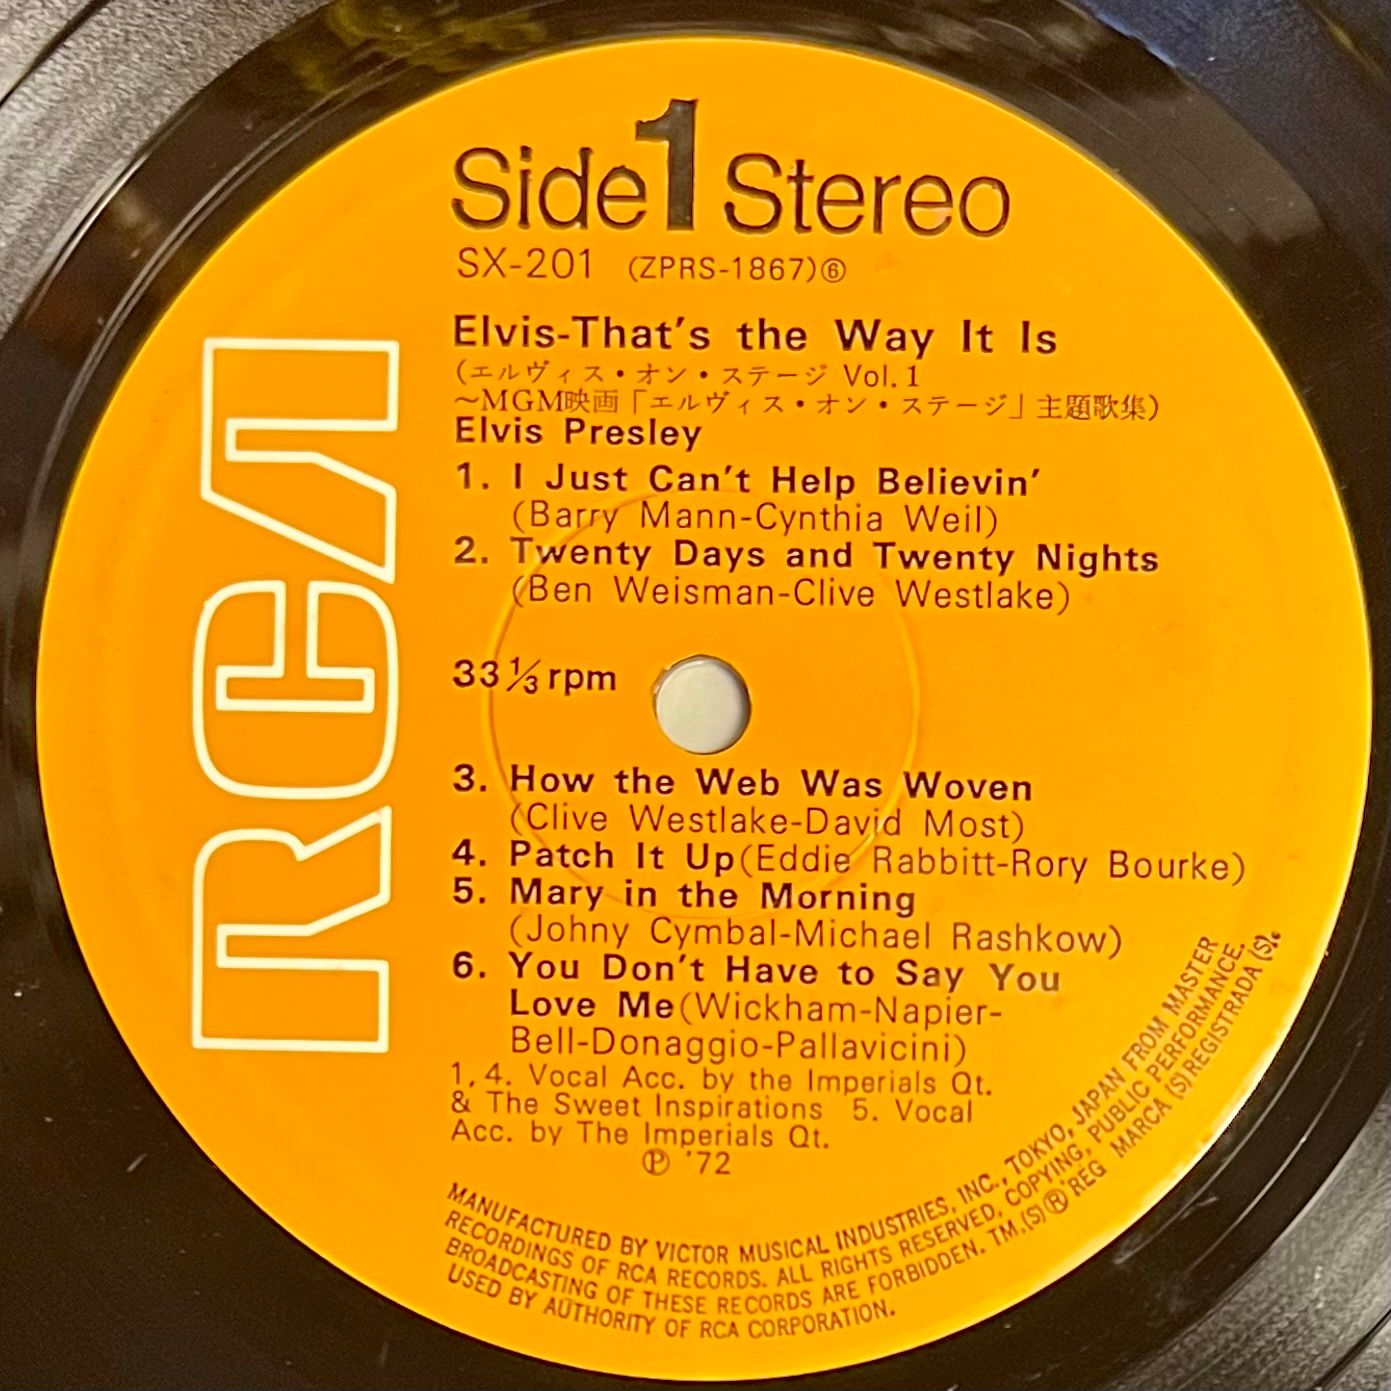 RCA
Side 1 Stereo
SX-201 (ZPRS-1867)⑥
Elvis-That's the Way It Is
(エルヴィス・オン・ステージ Vol.1
～MGM映画「エルヴィス・オン・ステージ」主題歌集)
Elvis Presley
1. I Just Can't Help Believin'
(Barry Mann-Cynthia Weil)
2. Twenty Days and Twenty Nights
(Ben Weisman-Clive Westlake)
33⅓rpm
3. How the Web Was Woven
(Clive Westlake-David Most)
4. Patch It Up(Eddie Rabbitt-Rory Bourke)
5. Mary in the Morning
(Johny Cymbal-Michael Rashkow)
6. You Don't Have to Say You
Love Me(Wickham-Napier-
Bell-Donaggio-Pallavicini)
1,4. Vocal Acc. by the Imperials Qt.
& The Sweet Inspirations 5. Vocal
Acc. by The Imperials Qt.
Ⓟ '72
MANUFACTURED BY VICTOR MUSICAL INDUSTRIES, INC., TOKYO, JAPAN FROM MASTER
RECORDINGS OF RCA RECORDS. ALL RIGHTS RESERVED, COPYING, PUBLIC PERFORMANCE,
BROADCASTING OF THESE RECORDS ARE FORBIDDEN. TM.(S)® REG MARCA (S) REGISTRADA (S).
USED BY AUTHORITY OF RCA CORPORATION.